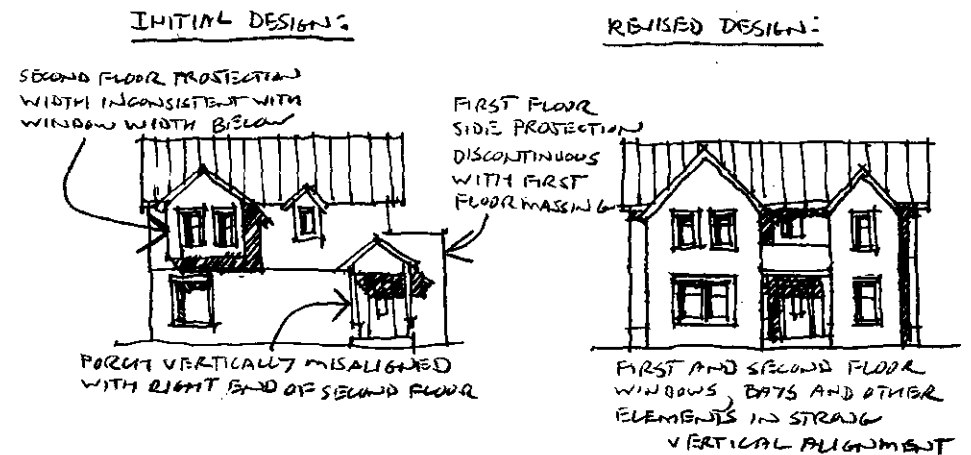 INITIAL DESIGN:
SECOND FLOOR PROJECTION
WIDTH INCONSISTENT WITH
WINDOW WIDTH BELOW
FIRST FLOOR
SIDE PROJECTION
DISCONTINUOUS
WITH FIRST
FLOOR MASSING
PORCH VERTICALLY MISALIGNED
WITH RIGHT END OF SECOND FLOOR
REVISED DESIGN:
FIRST AND SECOND FLOOR
WINDOWS, BAYS AND OTHER
ELEMENTS IN STRONG
VERTICAL ALIGNMENT